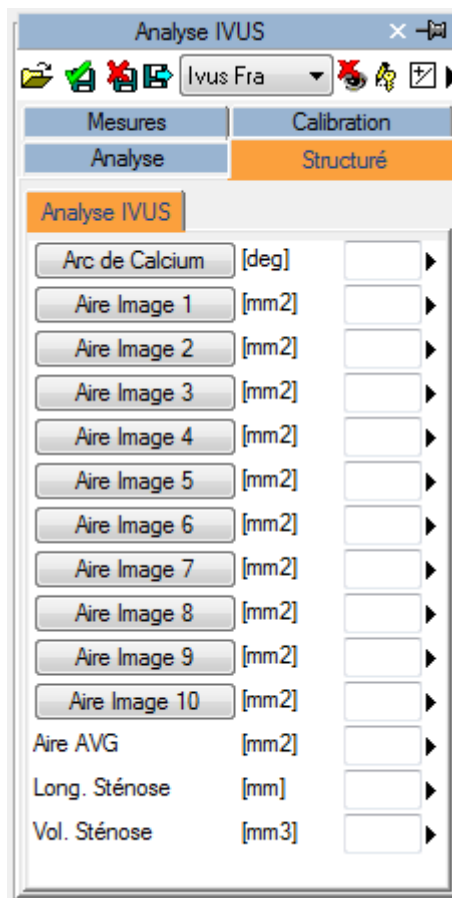 Analyse IVUS
Ivus Fra
Mesures Calibration
Analyse Structuré
Analyse IVUS
Arc de Calcium [deg]
Aire Image 1 [mm2]
Aire Image 2 [mm2]
Aire Image 3 [mm2]
Aire Image 4 [mm2]
Aire Image 5 [mm2]
Aire Image 6 [mm2]
Aire Image 7 [mm2]
Aire Image 8 [mm2]
Aire Image 9 [mm2]
Aire Image 10 [mm2]
Aire AVG [mm2]
Long. Sténose [mm]
Vol. Sténose [mm3]